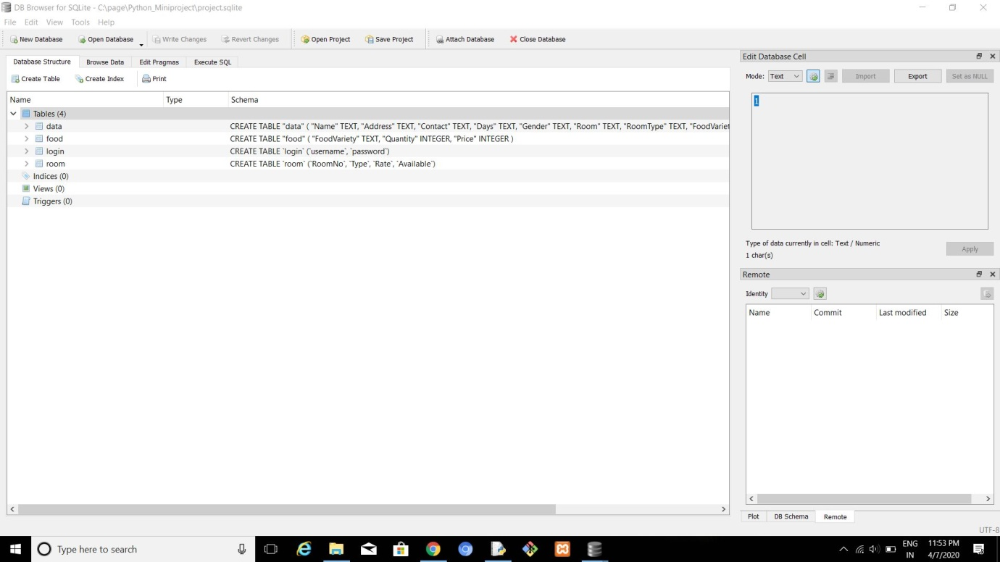 DB Browser for SQLite - C:\page\Python_Miniproject\project.sqlite
File Edit View Tools Help
New Database Open Database Write Changes Revert Changes Open Project Save Project Attach Database Close Database
Database Structure Browse Data Edit Pragmas Execute SQL
Create Table Create Index Print
Name Type Schema
Tables (4)
data CREATE TABLE "data" ( "Name" TEXT, "Address" TEXT, "Contact" TEXT, "Days" TEXT, "Gender" TEXT, "Room" TEXT, "RoomType" TEXT, "FoodVariet
food CREATE TABLE "food" ( "FoodVariety" TEXT, "Quantity" INTEGER, "Price" INTEGER )
login CREATE TABLE `login` (`username`, `password`)
room CREATE TABLE `room` (`RoomNo`, `Type`, `Rate`, `Available`)
Indices (0)
Views (0)
Triggers (0)
Edit Database Cell
Mode: Text Import Export Set as NULL
1
Type of data currently in cell: Text / Numeric
1 char(s)
Apply
Remote
Identity
Name Commit Last modified Size
Plot DB Schema Remote
UTF-8
Type here to search
ENG
IN
11:53 PM
4/7/2020